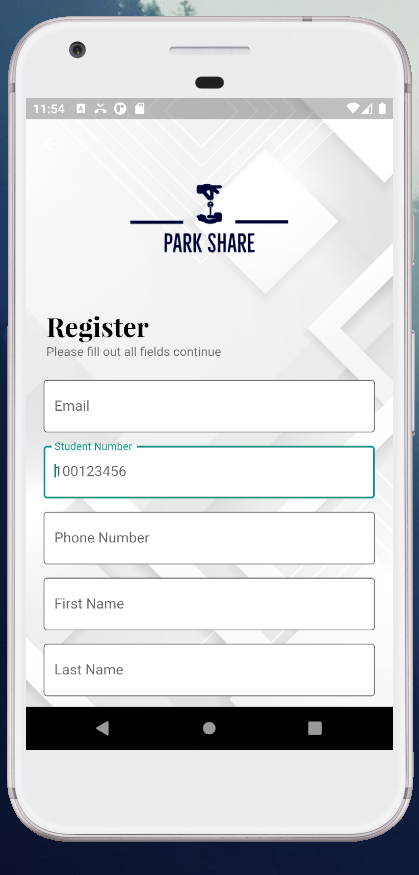 11:54
PARK SHARE
Register
Please fill out all fields continue
Email
Student Number
100123456
Phone Number
First Name
Last Name